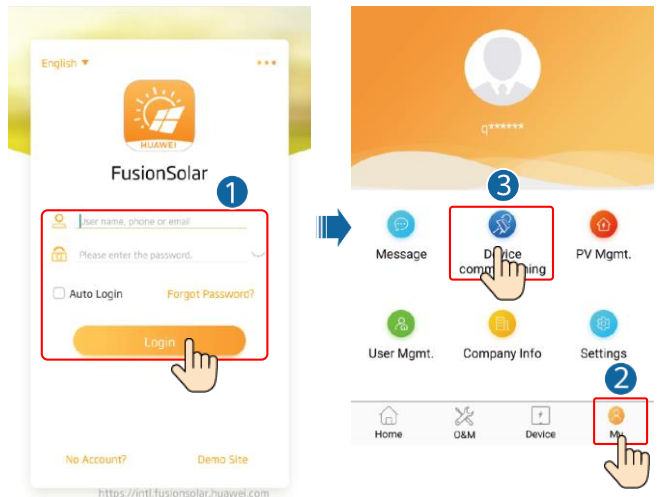 English ▼
•••
HUAWEI
FusionSolar
1
User name, phone or email
Please enter the password.
Auto Login
Forgot Password?
Login
No Account?
Demo Site
https://intl.fusionsolar.huawei.com
q******
3
Message
Device commissioning
PV Mgmt.
User Mgmt.
Company Info
Settings
2
Home
O&M
Device
My